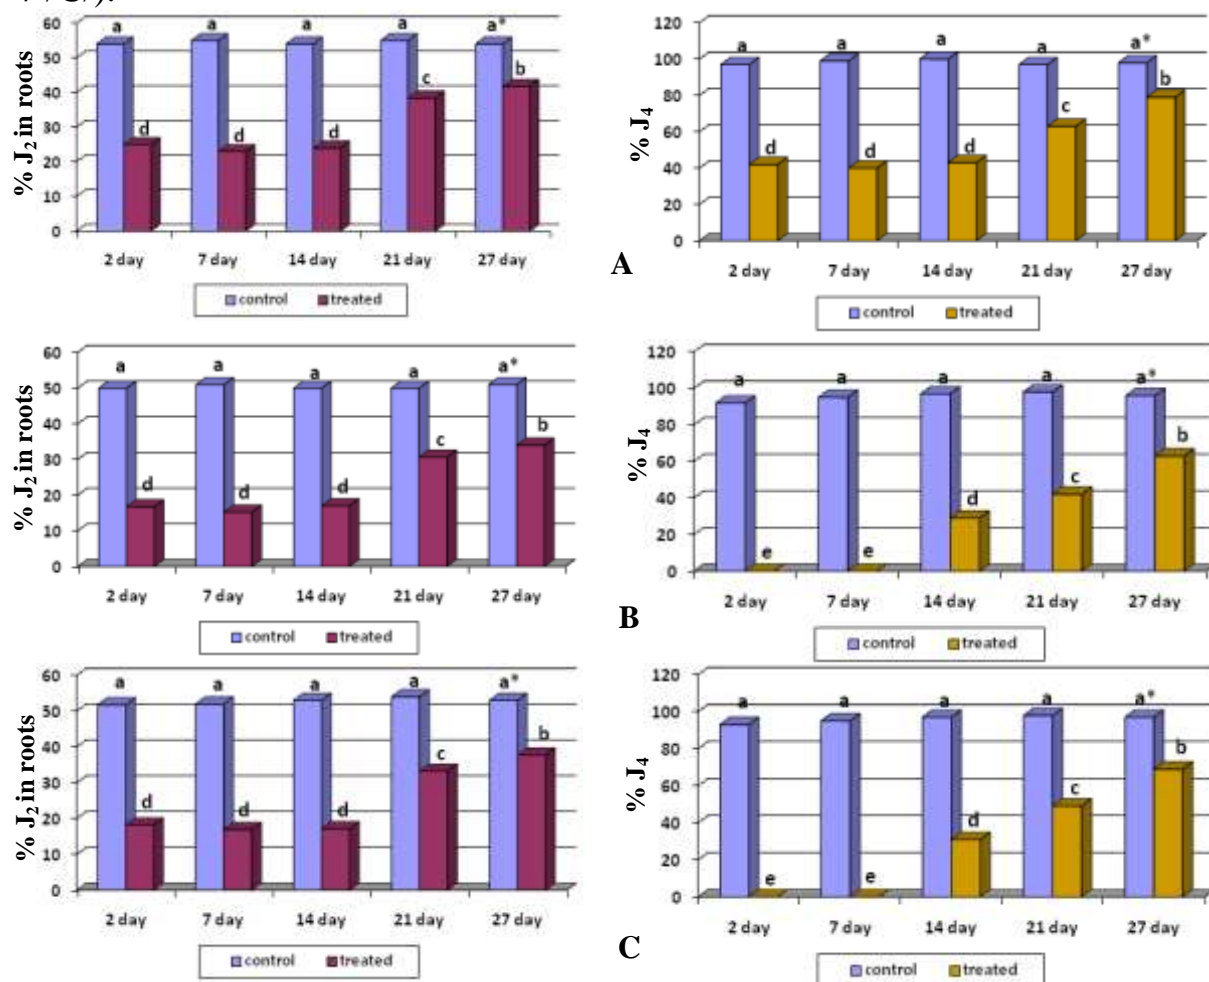 60
50
40
30
20
10
0
% J2 in roots
a a a a a*
d d d c b
2 day 7 day 14 day 21 day 27 day
control treated
120
100
80
60
40
20
0
% J4
a a a a a*
d d d c b
2 day 7 day 14 day 21 day 27 day
control treated
A
60
50
40
30
20
10
0
% J2 in roots
a a a a a*
d d d c b
2 day 7 day 14 day 21 day 27 day
control treated
120
100
80
60
40
20
0
% J4
a a a a a*
e e d c b
2 day 7 day 14 day 21 day 27 day
control treated
B
60
50
40
30
20
10
0
% J2 in roots
a a a a a*
d d d c b
2 day 7 day 14 day 21 day 27 day
control treated
120
100
80
60
40
20
0
% J4
a a a a a*
e e d c b
2 day 7 day 14 day 21 day 27 day
control treated
C